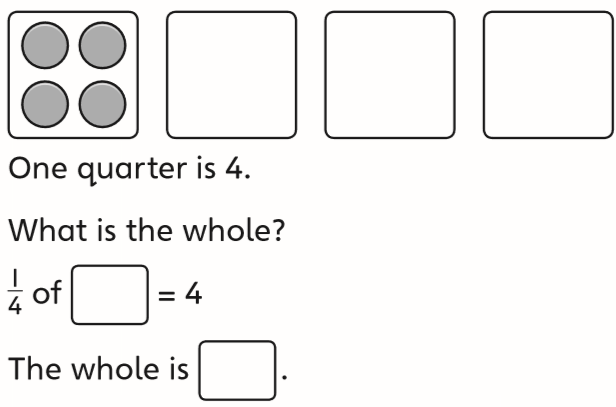 One quarter is 4.
What is the whole?
1/4 of = 4
The whole is .